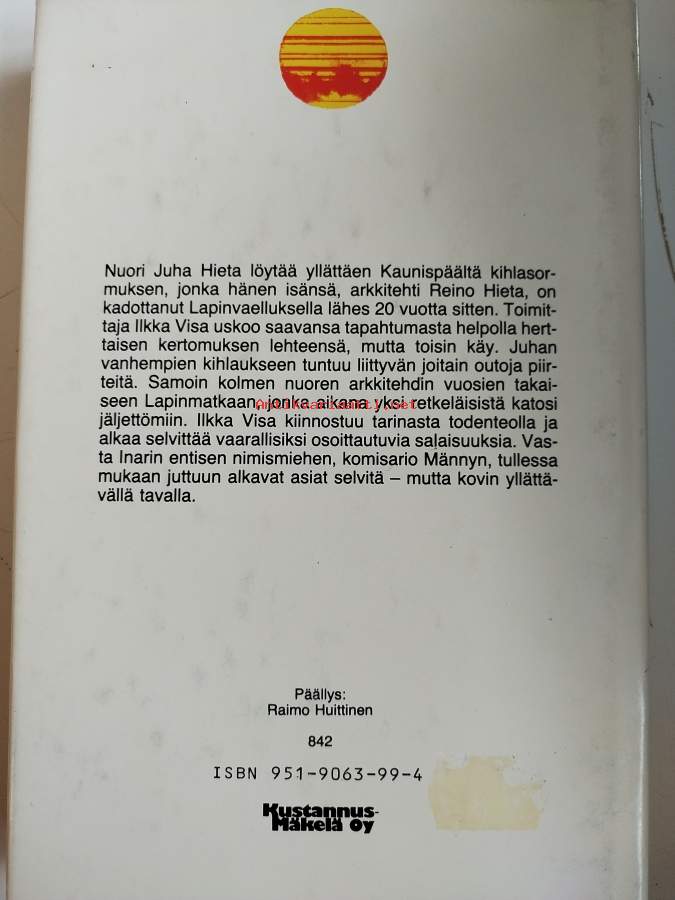 Nuori Juha Hieta löytää yllättäen Kaunispäältä kihlasor-
muksen, jonka hänen isänsä, arkkitehti Reino Hieta, on
kadottanut Lapinvaelluksella lähes 20 vuotta sitten. Toimit-
taja Ilkka Visa uskoo saavansa tapahtumasta helpolla hert-
taisen kertomuksen lehteensä, mutta toisin käy. Juhan
vanhempien kihlaukseen tuntuu liittyvän joitain outoja piir-
teitä. Samoin kolmen nuoren arkkitehdin vuosien takai-
seen Lapinmatkaan, jonka aikana yksi retkeläisistä katosi
Antikvariaatti.net
jäljettömiin. Ilkka Visa kiinnostuu tarinasta todenteolla ja
alkaa selvittää vaarallisiksi osoittautuvia salaisuuksia. Vas-
ta Inarin entisen nimismiehen, komisario Männyn, tullessa
mukaan juttuun alkavat asiat selvitä – mutta kovin yllättä-
vällä tavalla.
Päällys:
Raimo Huittinen
842
ISBN 951-9063-99-4
Kustannus-
Mäkelä Oy